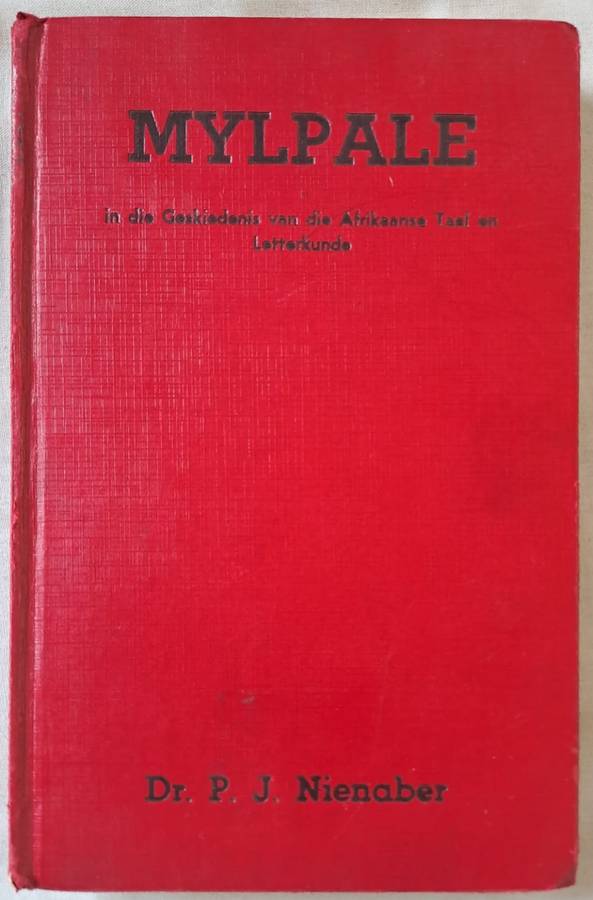 MYLPALE
in die Geskiedenis van die Afrikaanse Taal en
Letterkunde
Dr. P. J. Nienaber